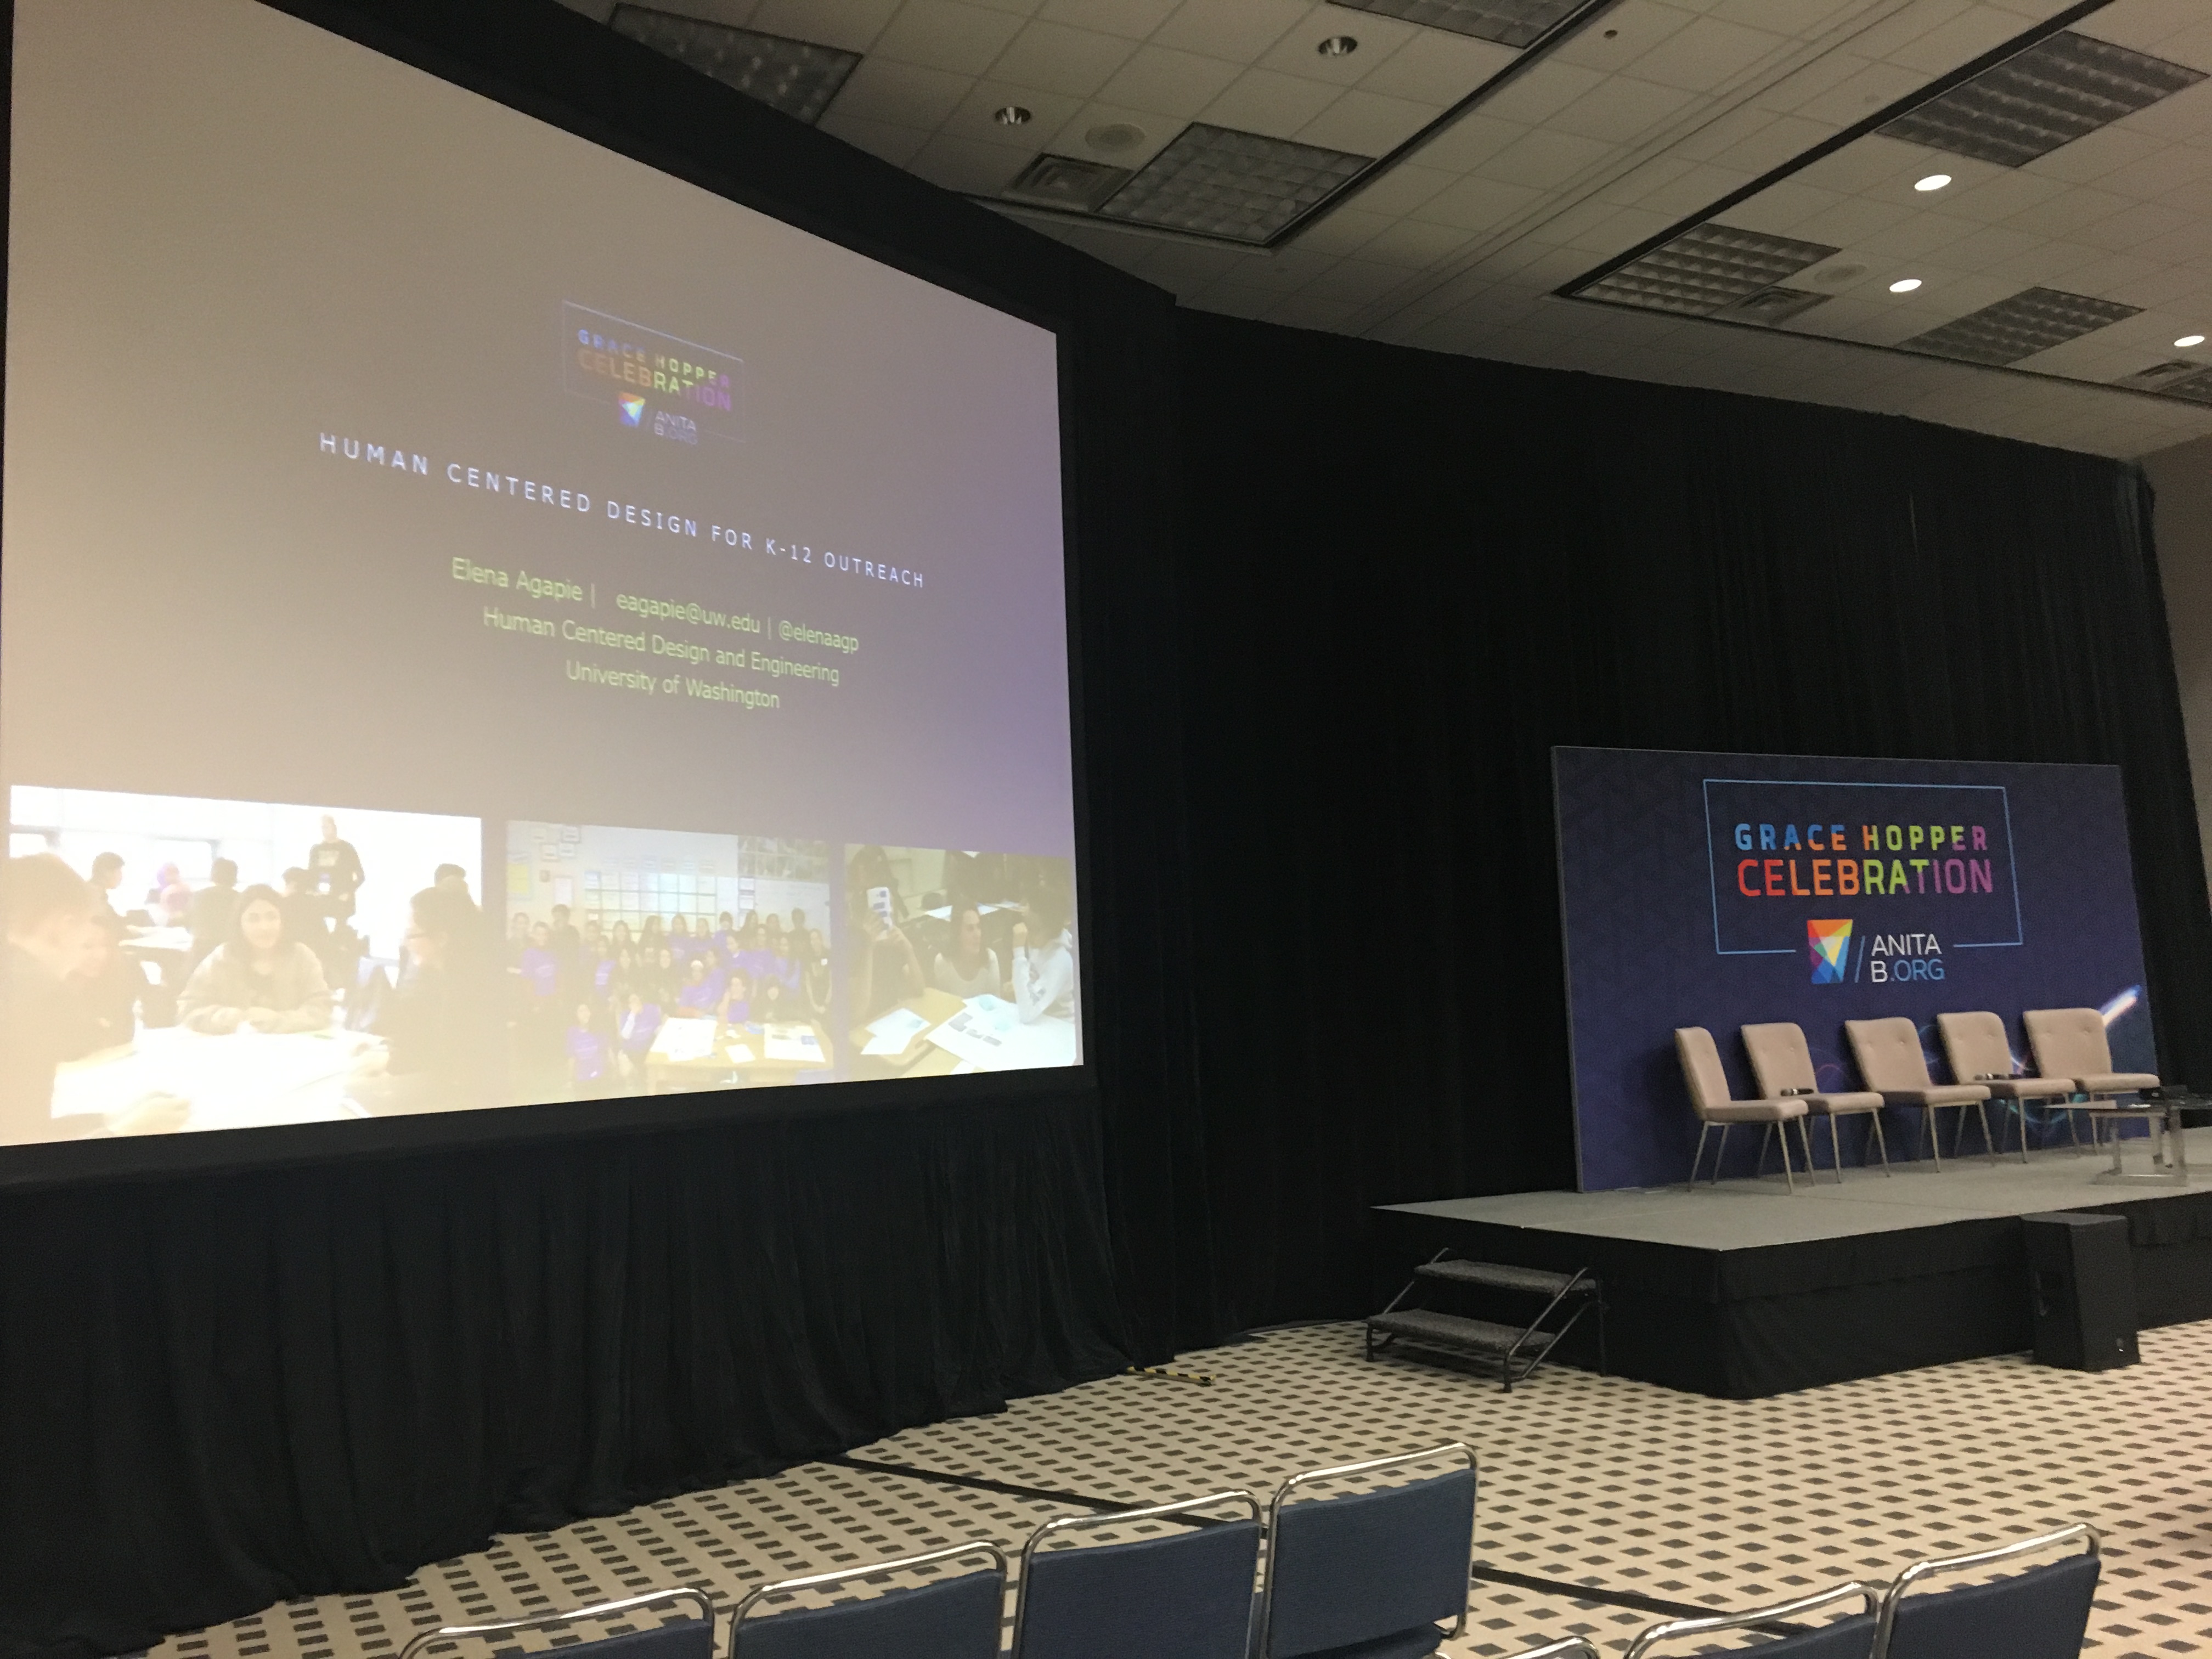 GRACE HOPPER
CELEBRATION
ANITA
B.ORG
HUMAN CENTERED DESIGN FOR K-12 OUTREACH
Elena Agapie | eagapie@uw.edu | @elenaagp
Human Centered Design and Engineering
University of Washington
GRACE HOPPER
CELEBRATION
ANITA
B.ORG